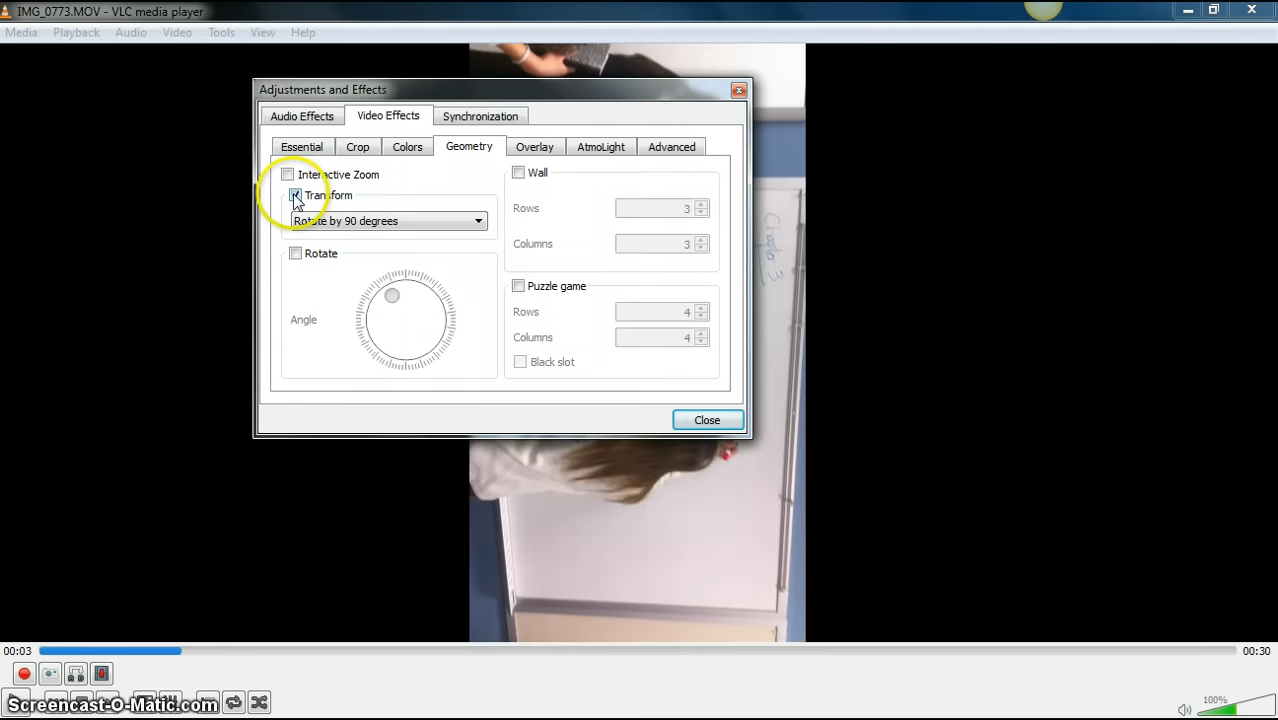 IMG_0773.MOV - VLC media player
Media Playback Audio Video Tools View Help
Adjustments and Effects
Audio Effects Video Effects Synchronization
Essential Crop Colors Geometry Overlay AtmoLight Advanced
Interactive Zoom
Transform
Rotate by 90 degrees
Rotate
Angle
Wall
Rows 3
Columns 3
Puzzle game
Rows 4
Columns 4
Black slot
Close
Chapter 3
00:03
00:30
100%
Screencast-O-Matic.com